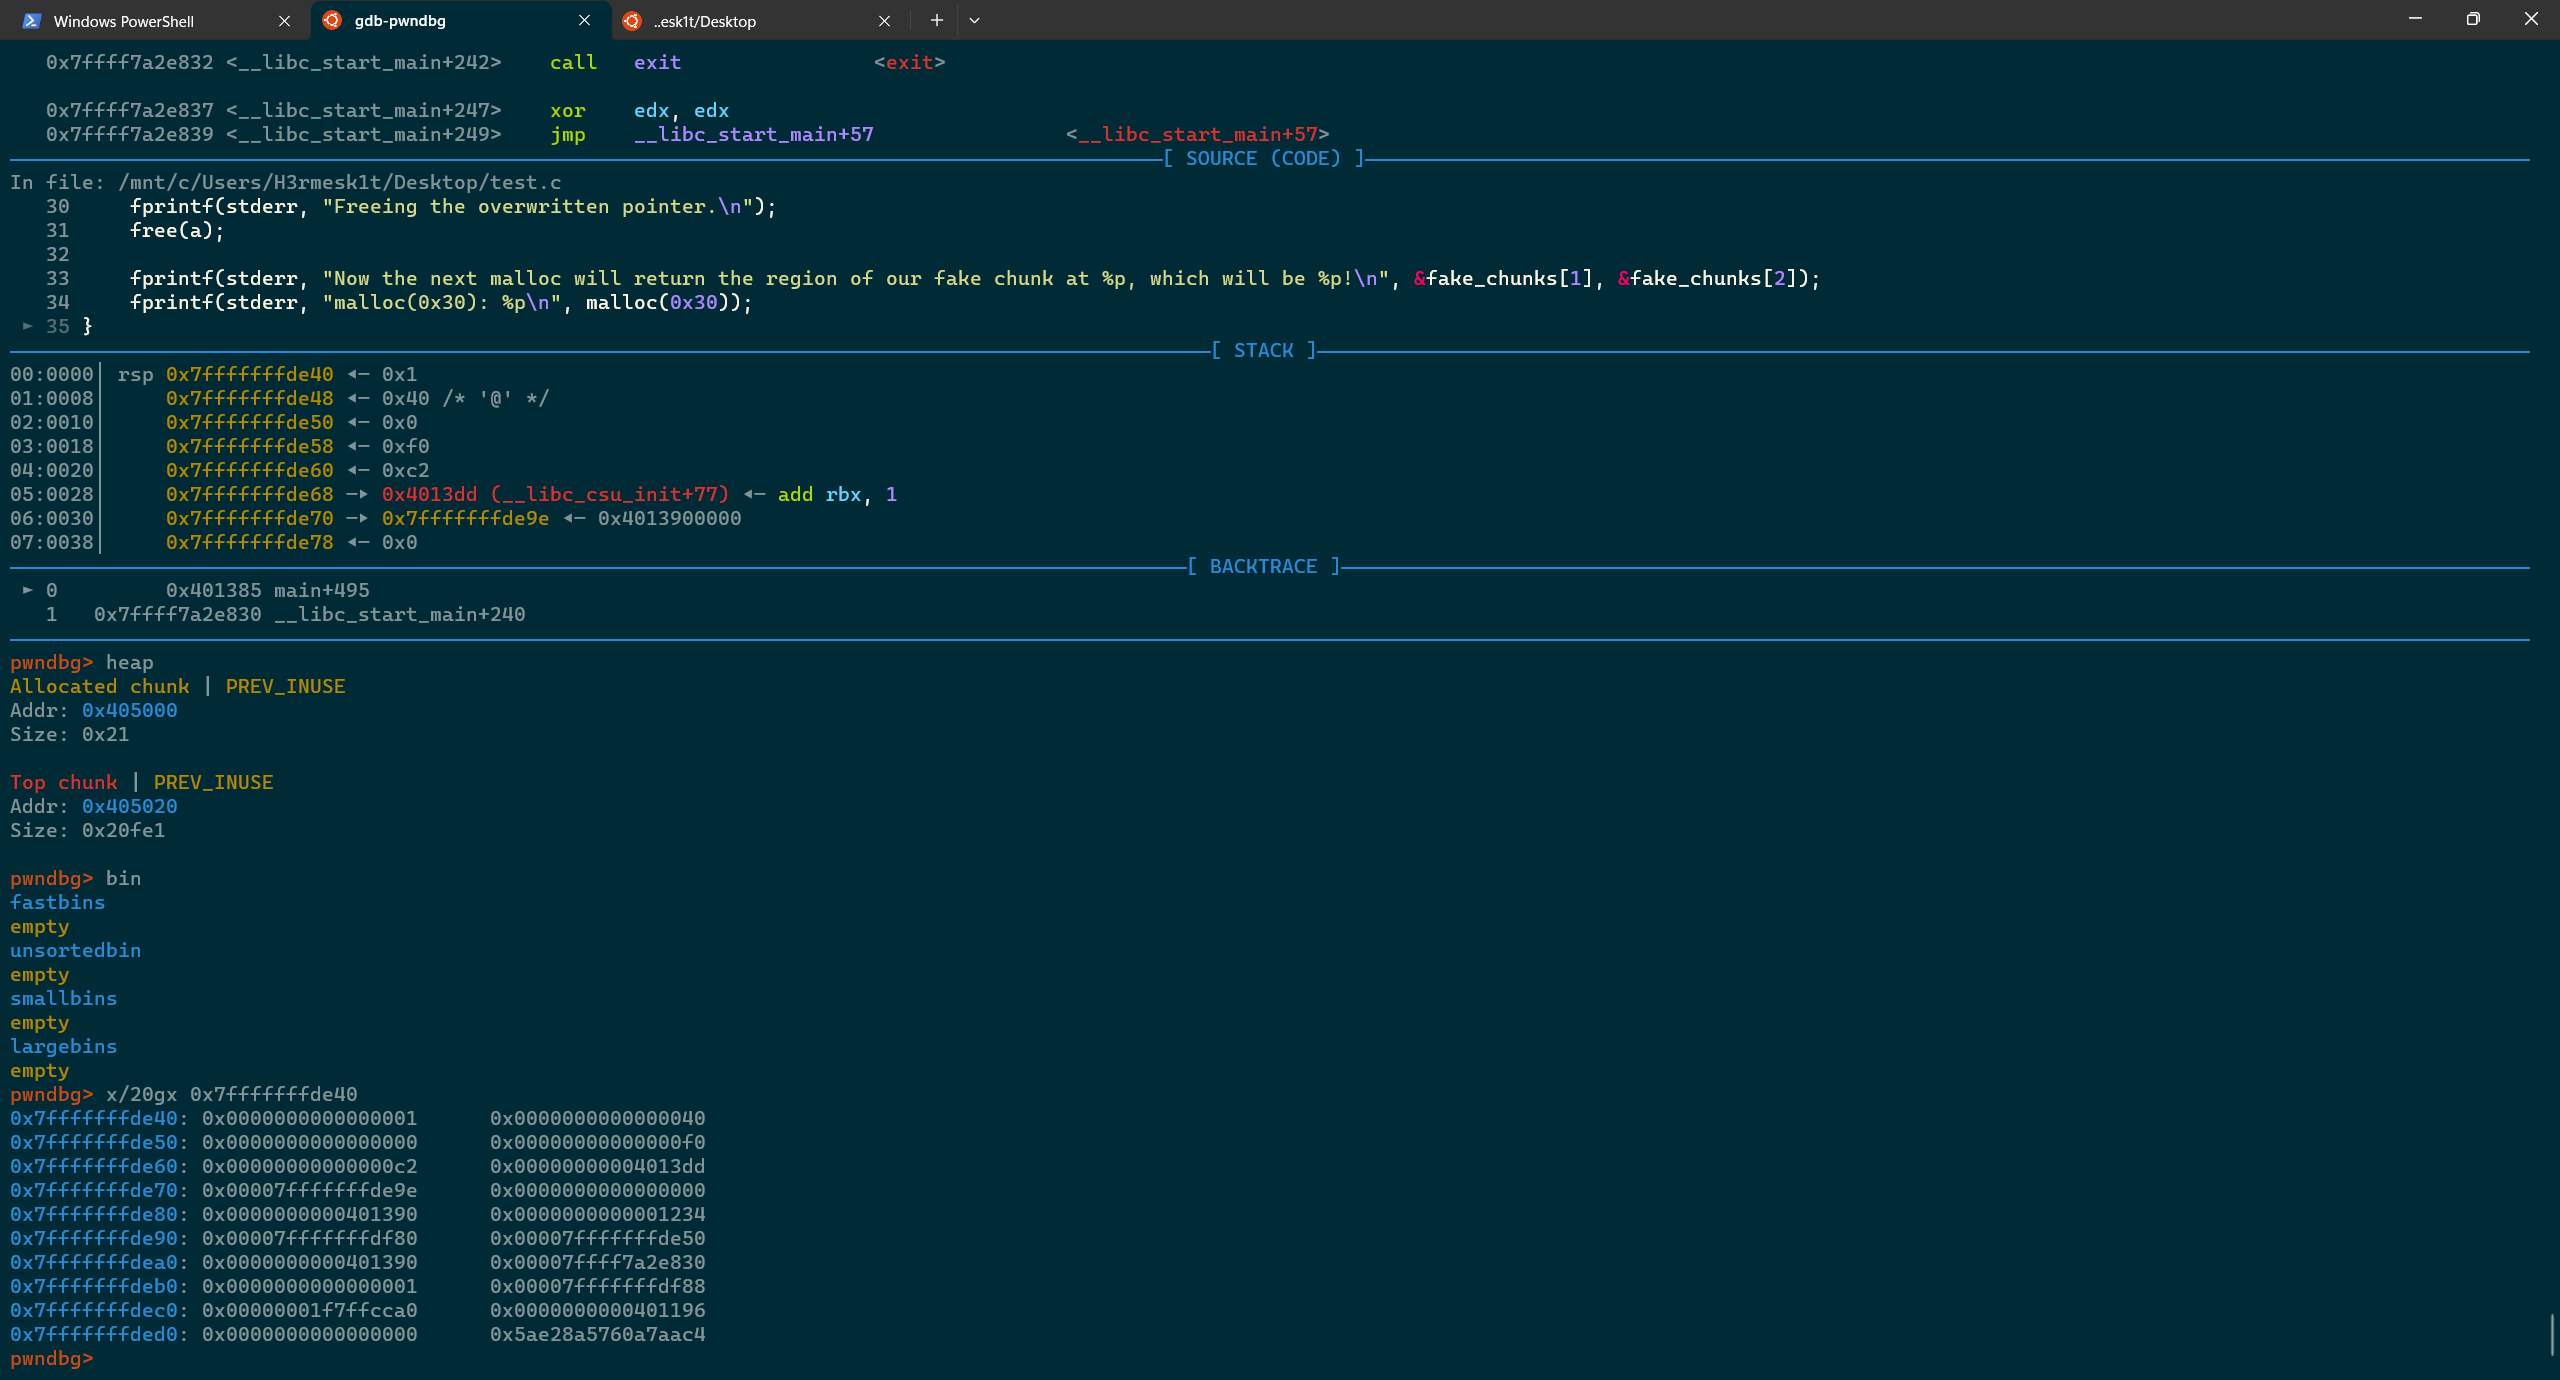 Windows PowerShell
gdb-pwndbg
..esk1t/Desktop
0x7ffff7a2e832 <__libc_start_main+242>    call   exit                <exit>
0x7ffff7a2e837 <__libc_start_main+247>    xor    edx, edx
0x7ffff7a2e839 <__libc_start_main+249>    jmp    __libc_start_main+57                <__libc_start_main+57>
[ SOURCE (CODE) ]
In file: /mnt/c/Users/H3rmesk1t/Desktop/test.c
30     fprintf(stderr, "Freeing the overwritten pointer.\n");
31     free(a);
32
33     fprintf(stderr, "Now the next malloc will return the region of our fake chunk at %p, which will be %p!\n", &fake_chunks[1], &fake_chunks[2]);
34     fprintf(stderr, "malloc(0x30): %p\n", malloc(0x30));
► 35 }
[ STACK ]
00:0000│ rsp 0x7fffffffde40 ◂— 0x1
01:0008│     0x7fffffffde48 ◂— 0x40 /* '@' */
02:0010│     0x7fffffffde50 ◂— 0x0
03:0018│     0x7fffffffde58 ◂— 0xf0
04:0020│     0x7fffffffde60 ◂— 0xc2
05:0028│     0x7fffffffde68 —▸ 0x4013dd (__libc_csu_init+77) ◂— add rbx, 1
06:0030│     0x7fffffffde70 —▸ 0x7fffffffde9e ◂— 0x4013900000
07:0038│     0x7fffffffde78 ◂— 0x0
[ BACKTRACE ]
► 0         0x401385 main+495
1   0x7ffff7a2e830 __libc_start_main+240
pwndbg> heap
Allocated chunk | PREV_INUSE
Addr: 0x405000
Size: 0x21
Top chunk | PREV_INUSE
Addr: 0x405020
Size: 0x20fe1
pwndbg> bin
fastbins
empty
unsortedbin
empty
smallbins
empty
largebins
empty
pwndbg> x/20gx 0x7fffffffde40
0x7fffffffde40: 0x0000000000000001      0x0000000000000040
0x7fffffffde50: 0x0000000000000000      0x00000000000000f0
0x7fffffffde60: 0x00000000000000c2      0x00000000004013dd
0x7fffffffde70: 0x00007fffffffde9e      0x0000000000000000
0x7fffffffde80: 0x0000000000401390      0x0000000000001234
0x7fffffffde90: 0x00007fffffffdf80      0x00007fffffffde50
0x7fffffffdea0: 0x0000000000401390      0x00007ffff7a2e830
0x7fffffffdeb0: 0x0000000000000001      0x00007fffffffdf88
0x7fffffffdec0: 0x00000001f7ffcca0      0x0000000000401196
0x7fffffffded0: 0x0000000000000000      0x5ae28a5760a7aac4
pwndbg>